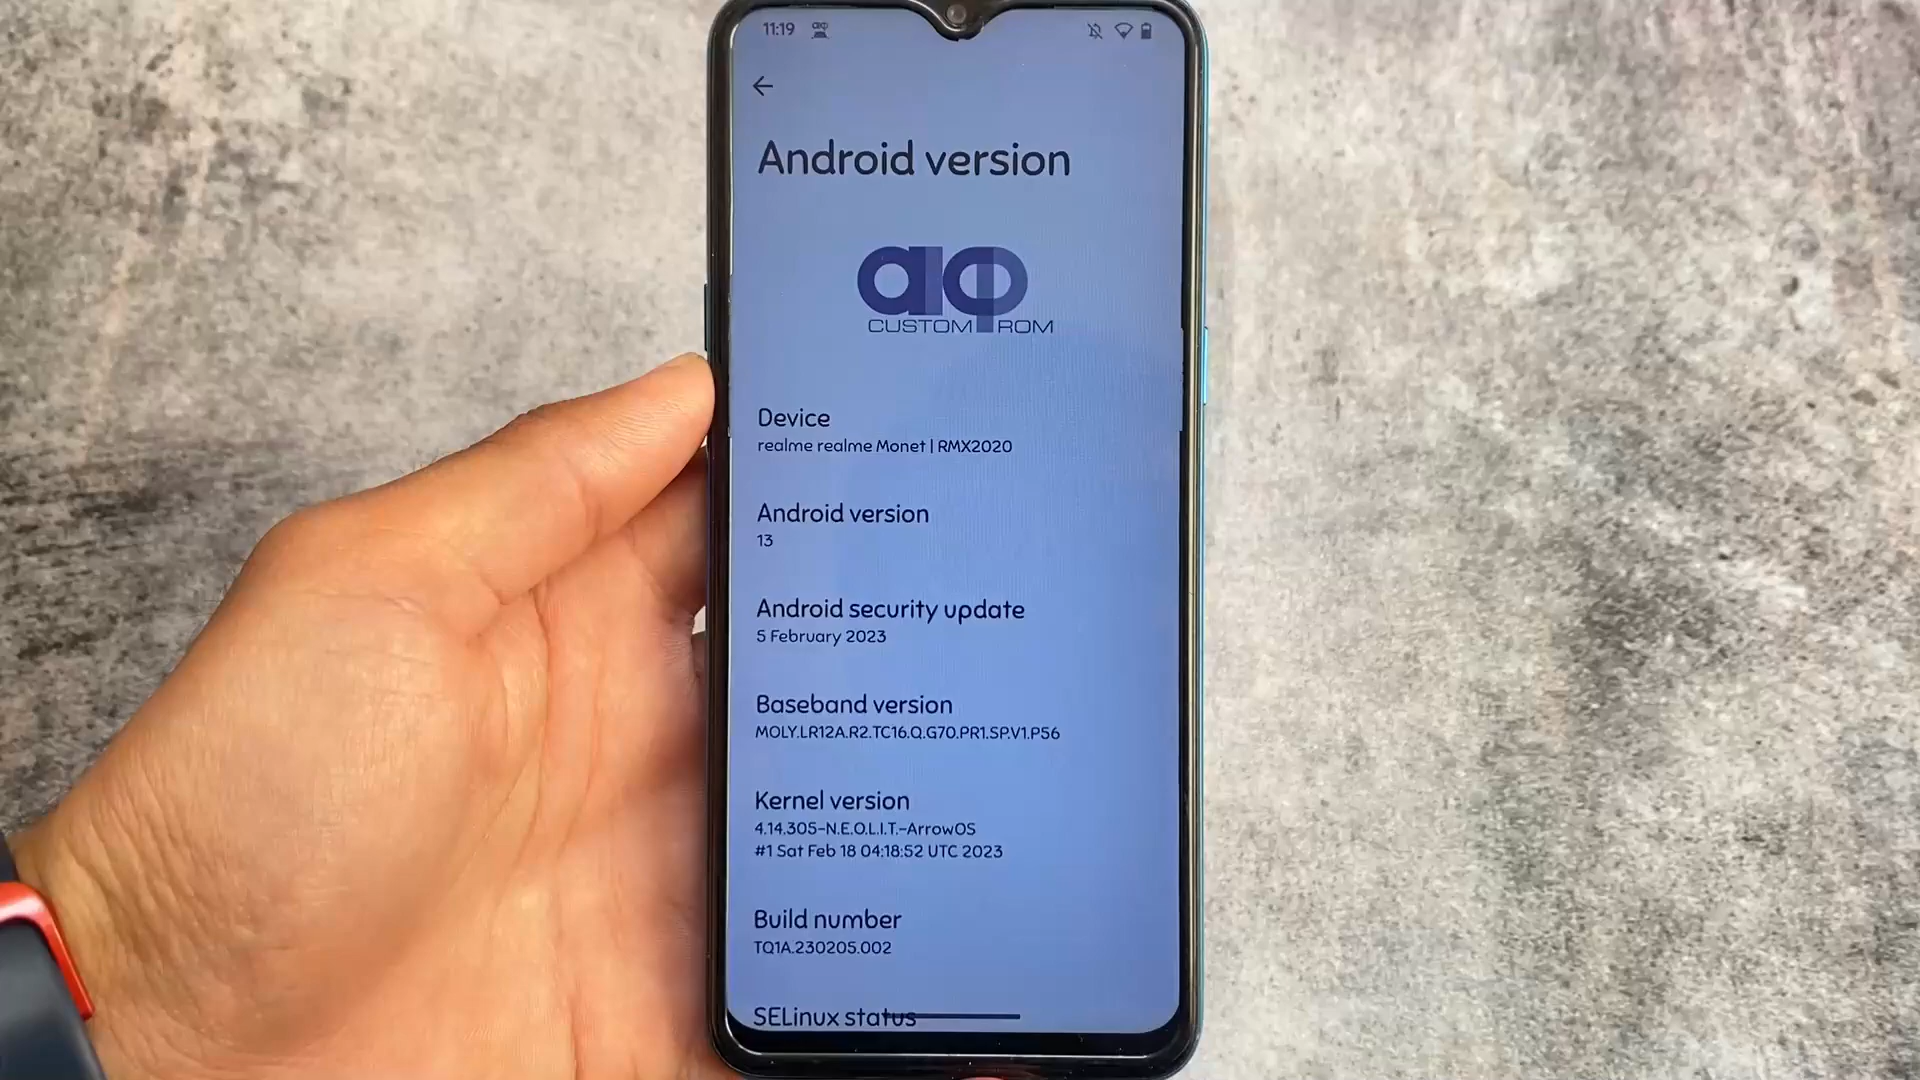 11:19
Android version
aicp
CUSTOM ROM
Device
realme realme Monet | RMX2020
Android version
13
Android security update
5 February 2023
Baseband version
MOLY.LR12A.R2.TC16.Q.G70.PR1.SP.V1.P56
Kernel version
4.14.305-N.E.O.L.I.T.-ArrowOS
#1 Sat Feb 18 04:18:52 UTC 2023
Build number
TQ1A.230205.002
SELinux status